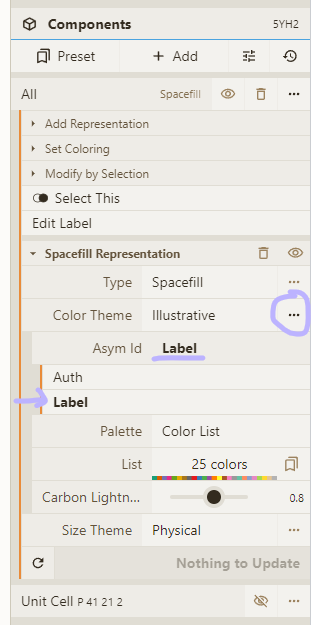 Components 5YH2
Preset + Add
All Spacefill
Add Representation
Set Coloring
Modify by Selection
Select This
Edit Label
Spacefill Representation
Type Spacefill ...
Color Theme Illustrative ...
Asym Id Label
Auth
Label
Palette Color List
List 25 colors
Carbon Lightn... 0.8
Size Theme Physical ...
Nothing to Update
Unit Cell P 41 21 2 ...